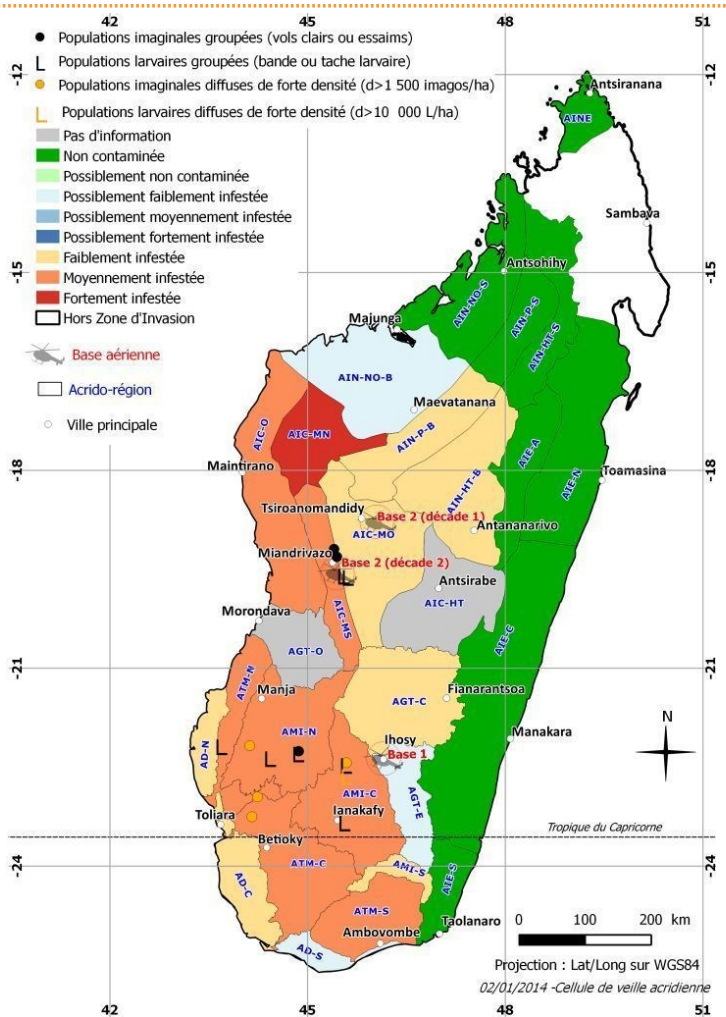 42 45 48 51
Populations imaginales groupées (vols clairs ou essaims)
Populations larvaires groupées (bande ou tache larvaire)
Populations imaginales diffuses de forte densité (d>1 500 imagos/ha)
Populations larvaires diffuses de forte densité (d>10 000 L/ha)
Pas d'information
Non contaminée
Possiblement non contaminée
Possiblement faiblement infestée
Possiblement moyennement infestée
Possiblement fortement infestée
Faiblement infestée
Moyennement infestée
Fortement infestée
Hors Zone d'Invasion
Base aérienne
Acrido-région
Ville principale
-12 -12
Antsiranana
AINE
Sambava
-15 -15
Antsohihy
AIN-NO-S
AIN-P-S
AIN-HT-S
Majunga
AIN-NO-B
Maevatanana
AIC-O
AIC-MN
AIN-P-B
AIE-A
AIE-N
-18 -18
Maintirano
AIN-HT-B
Toamasina
Tsiroanomandidy
Base 2 (décade 1)
AIC-MO
Antananarivo
Miandrivazo
Base 2 (décade 2)
Antsirabe
AIC-HT
Morondava
AIC-MS
AGT-O
AIE-C
-21 -21
ATM-N
Manja
AGT-C
Fianarantsoa
AMI-N
Manakara
N
AD-N
Ihosy
Base 1
AMI-C
AGT-E
Toliara
Ianakafy
Tropique du Capricorne
Betioky
-24 -24
ATM-C
AMI-S
AD-C
AIE-S
ATM-S
Ambovombe
Taolanaro
AD-S
0 100 200 km
Projection : Lat/Long sur WGS84
02/01/2014 -Cellule de veille acridienne
42 45 48 51